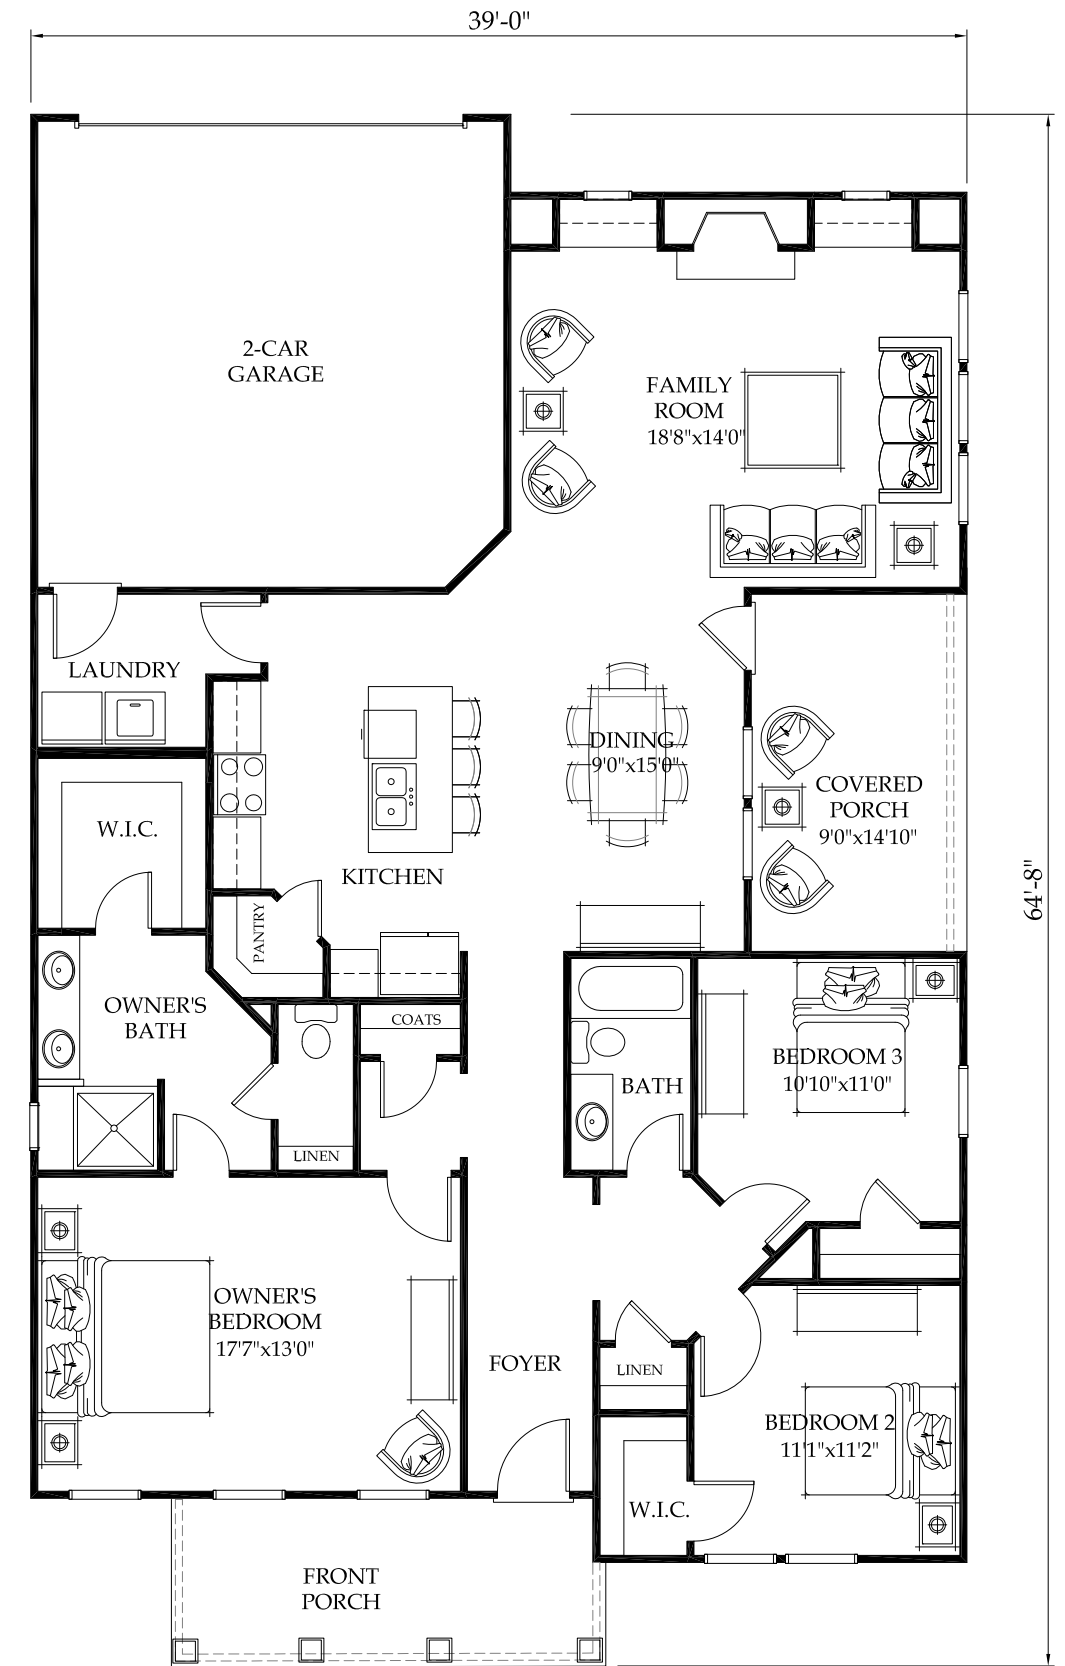 39'-0"
2-CAR
GARAGE
FAMILY
ROOM
18'8"x14'0"
LAUNDRY
DINING
9'0"x15'0"
COVERED
PORCH
9'0"x14'10"
W.I.C.
KITCHEN
64'-8"
PANTRY
OWNER'S
BATH
COATS
BATH
BEDROOM 3
10'10"x11'0"
LINEN
OWNER'S
BEDROOM
17'7"x13'0"
FOYER
LINEN
BEDROOM 2
11'1"x11'2"
W.I.C.
FRONT
PORCH